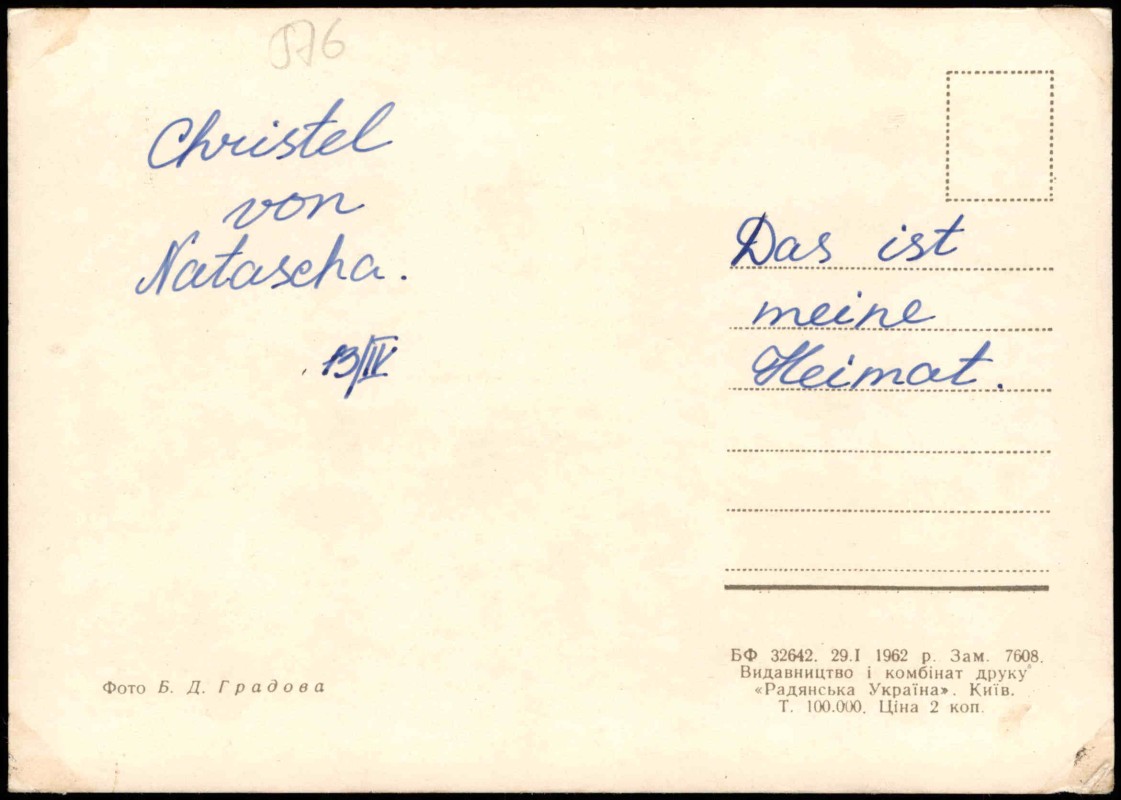 576
Christel
von
Natascha.
13/IV
Das ist
meine
Heimat.
Фото Б. Д. Градова
БФ 32642. 29.I 1962 р. Зам. 7608.
Видавництво і комбінат друку
«Радянська Україна». Київ.
Т. 100.000. Ціна 2 коп.